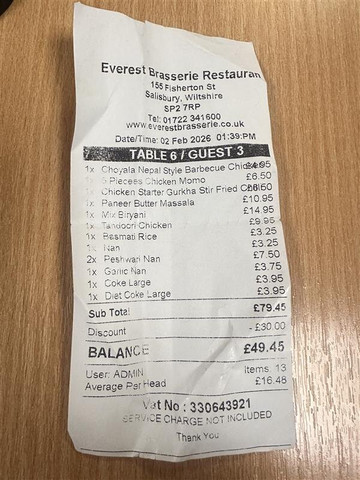 Everest Brasserie Restauran
155 Fisherton St
Salisbury, Wiltshire
SP2 7RP
Tel: 01722 341600
www.everestbrasserie.co.uk
Date/Time: 02 Feb 2026 01:39:PM
TABLE 6 / GUEST 3
1x Choyala Nepal Style Barbecue Chicken £4.95
5 Pieces Chicken Momo £6.50
Chicken Starter Gurkha Stir Fried £6.50
1x Paneer Butter Massala £10.95
1x Mix Biryani £14.95
1x Tandoori Chicken £9.95
1x Basmati Rice £3.25
Nan £3.25
2x Peshwari Nan £7.50
1x Garlic Nan £3.75
1x Coke Large £3.95
1x Diet Coke Large £3.95
Sub Total £79.45
Discount - £30.00
BALANCE £49.45
User: ADMIN Items: 13
Average Per Head £16.48
Vat No : 330643921
SERVICE CHARGE NOT INCLUDED
Thank You